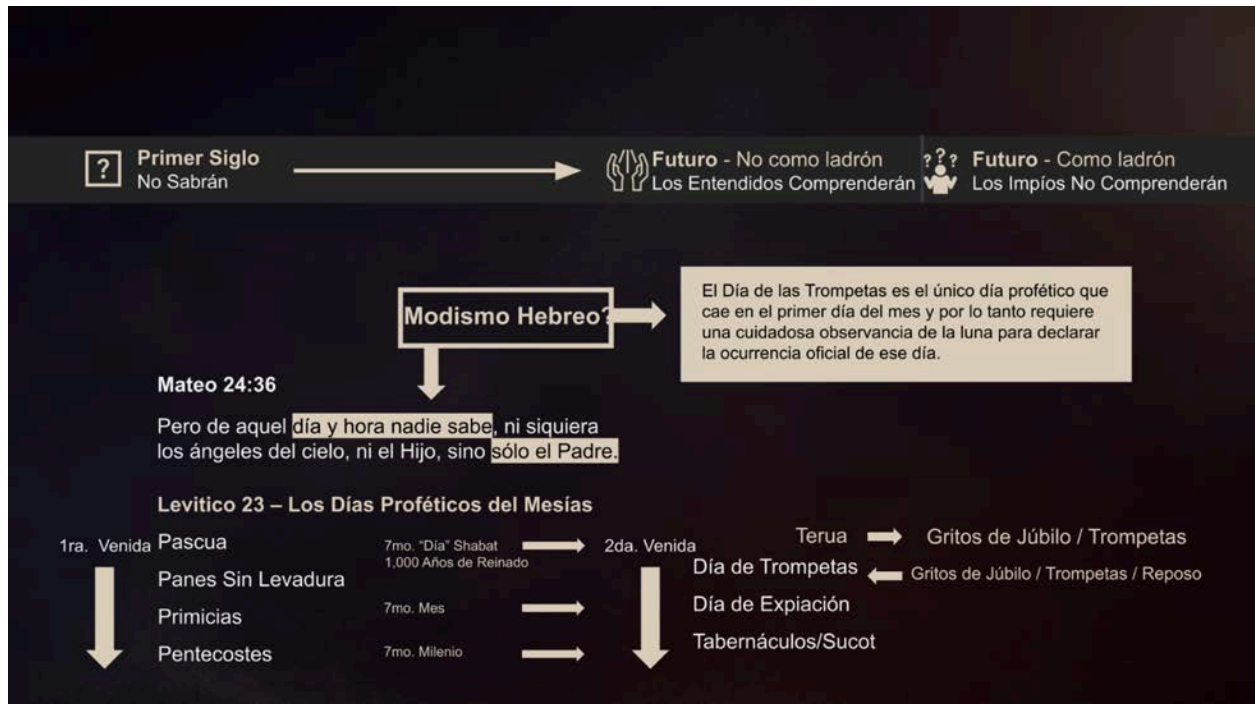 ?
Primer Siglo
No Sabrán
Futuro - No como ladrón
Los Entendidos Comprenderán
???
Futuro - Como ladrón
Los Impíos No Comprenderán
Modismo Hebreo?
El Día de las Trompetas es el único día profético que
cae en el primer día del mes y por lo tanto requiere
una cuidadosa observancia de la luna para declarar
la ocurrencia oficial de ese día.
Mateo 24:36
Pero de aquel día y hora nadie sabe, ni siquiera
los ángeles del cielo, ni el Hijo, sino sólo el Padre.
Levitico 23 – Los Días Proféticos del Mesías
1ra. Venida
Pascua
Panes Sin Levadura
Primicias
Pentecostes
7mo. "Día" Shabat
1,000 Años de Reinado
7mo. Mes
7mo. Milenio
2da. Venida
Terua
Gritos de Júbilo / Trompetas
Día de Trompetas
Gritos de Júbilo / Trompetas / Reposo
Día de Expiación
Tabernáculos/Sucot